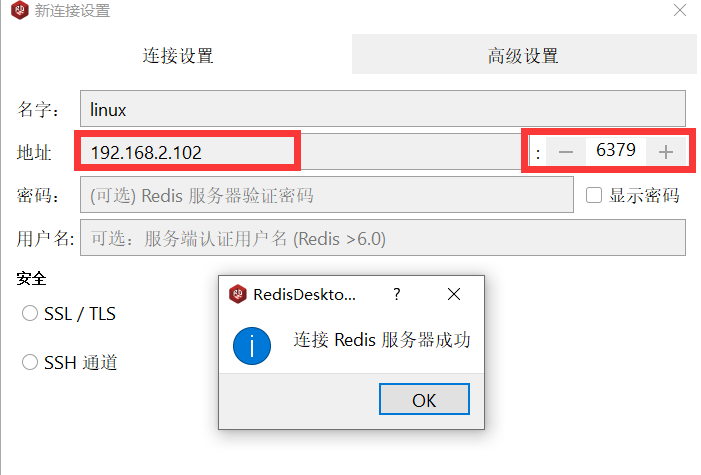 新连接设置
连接设置 高级设置
名字： linux
地址 192.168.2.102 : − 6379 +
密码： (可选) Redis 服务器验证密码 显示密码
用户名: 可选：服务端认证用户名 (Redis >6.0)
安全
SSL / TLS
SSH 通道
RedisDeskto... ?
连接 Redis 服务器成功
OK